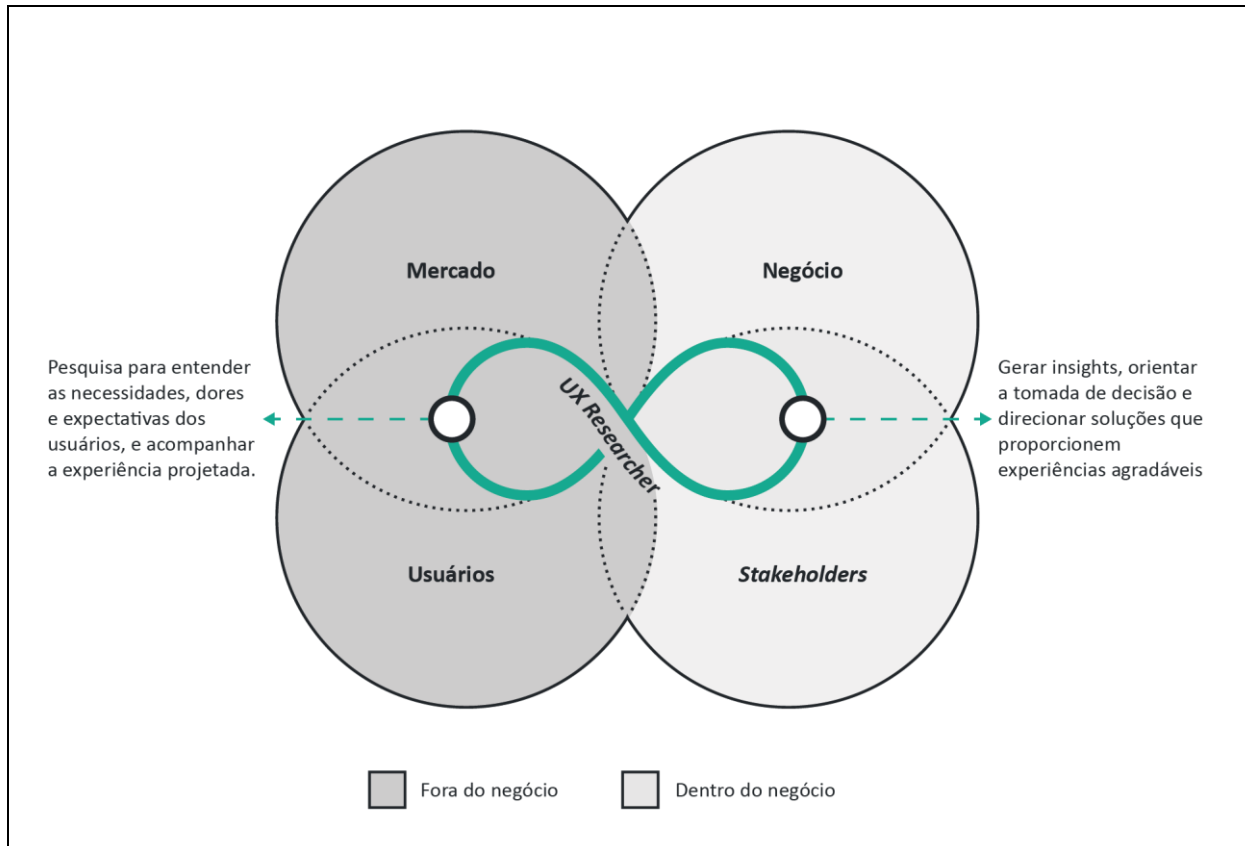 Mercado
Negócio
Pesquisa para entender
as necessidades, dores
e expectativas dos
usuários, e acompanhar
a experiência projetada.
UX Researcher
Gerar insights, orientar
a tomada de decisão e
direcionar soluções que
proporcionem
experiências agradáveis
Usuários
Stakeholders
Fora do negócio
Dentro do negócio